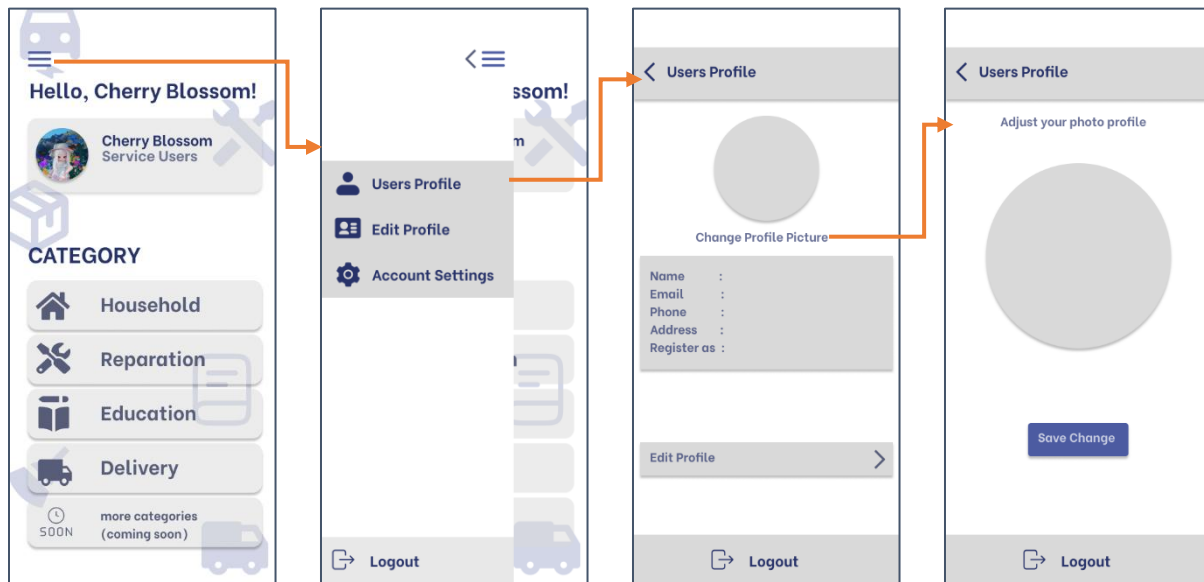 Hello, Cherry Blossom!
Cherry Blossom
Service Users
CATEGORY
Household
Reparation
Education
Delivery
SOON
more categories
(coming soon)
ssom!
m
Users Profile
Edit Profile
Account Settings
n
Logout
Users Profile
Change Profile Picture
Name :
Email :
Phone :
Address :
Register as :
Edit Profile
Logout
Users Profile
Adjust your photo profile
Save Change
Logout